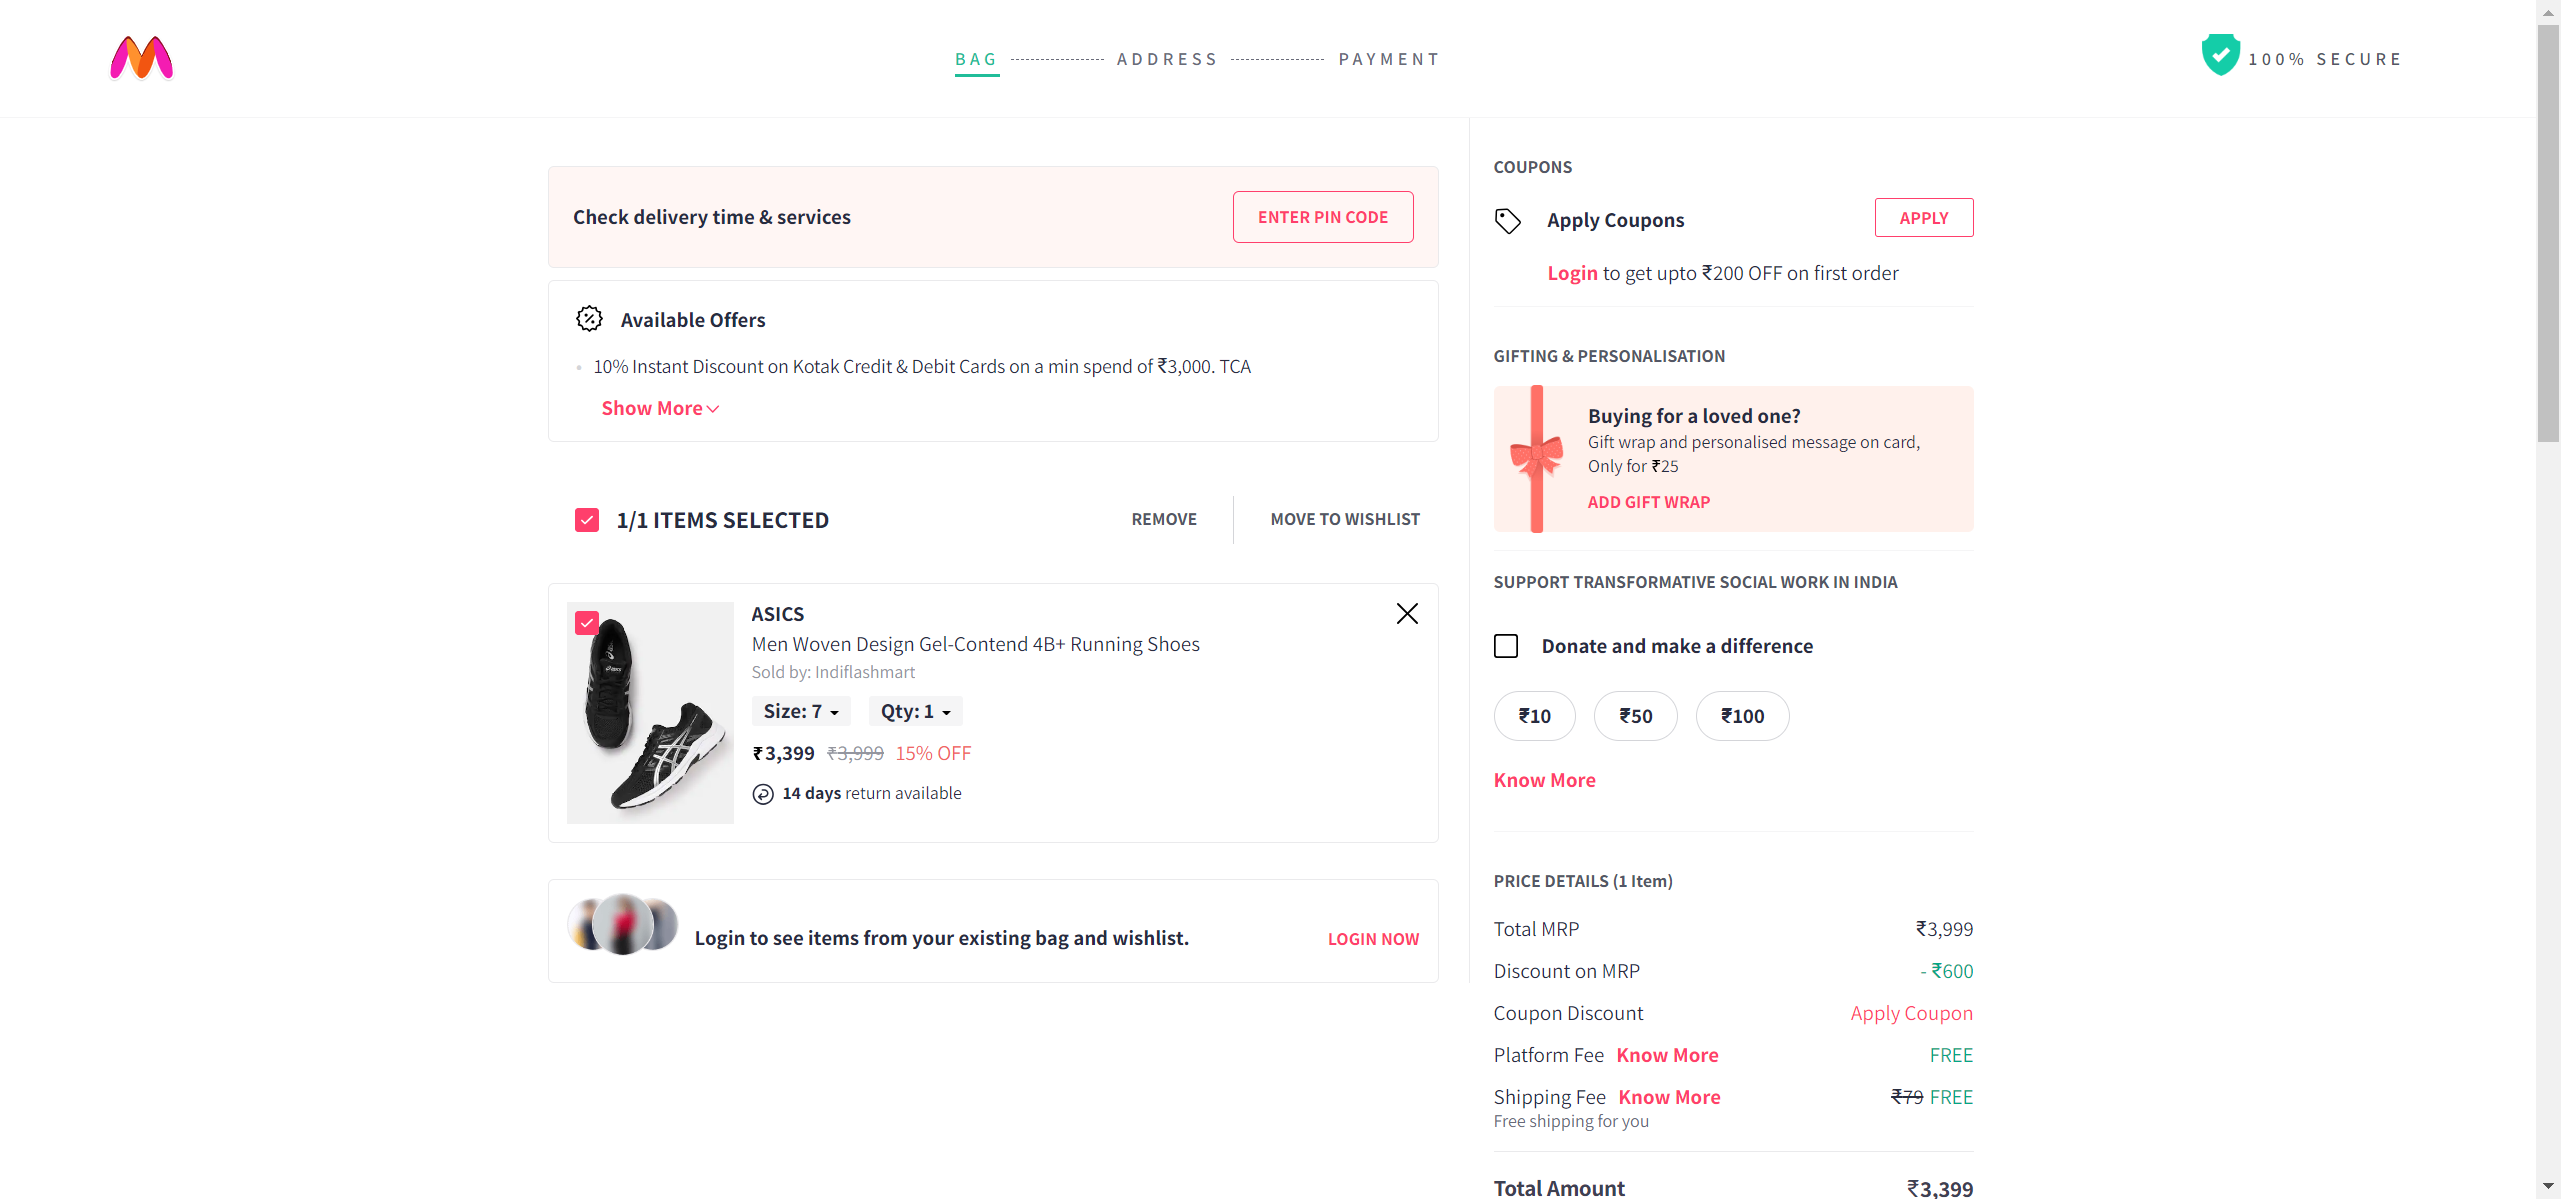 BAG
ADDRESS
PAYMENT
100% SECURE
Check delivery time & services
ENTER PIN CODE
Available Offers
10% Instant Discount on Kotak Credit & Debit Cards on a min spend of ₹3,000. TCA
Show More
1/1 ITEMS SELECTED
REMOVE
MOVE TO WISHLIST
ASICS
Men Woven Design Gel-Contend 4B+ Running Shoes
Sold by: Indiflashmart
Size: 7
Qty: 1
₹3,399 ₹3,999 15% OFF
14 days return available
Login to see items from your existing bag and wishlist.
LOGIN NOW
COUPONS
Apply Coupons
APPLY
Login to get upto ₹200 OFF on first order
GIFTING & PERSONALISATION
Buying for a loved one?
Gift wrap and personalised message on card,
Only for ₹25
ADD GIFT WRAP
SUPPORT TRANSFORMATIVE SOCIAL WORK IN INDIA
Donate and make a difference
₹10
₹50
₹100
Know More
PRICE DETAILS (1 Item)
Total MRP ₹3,999
Discount on MRP - ₹600
Coupon Discount Apply Coupon
Platform Fee Know More FREE
Shipping Fee Know More ₹79 FREE
Free shipping for you
Total Amount ₹3,399